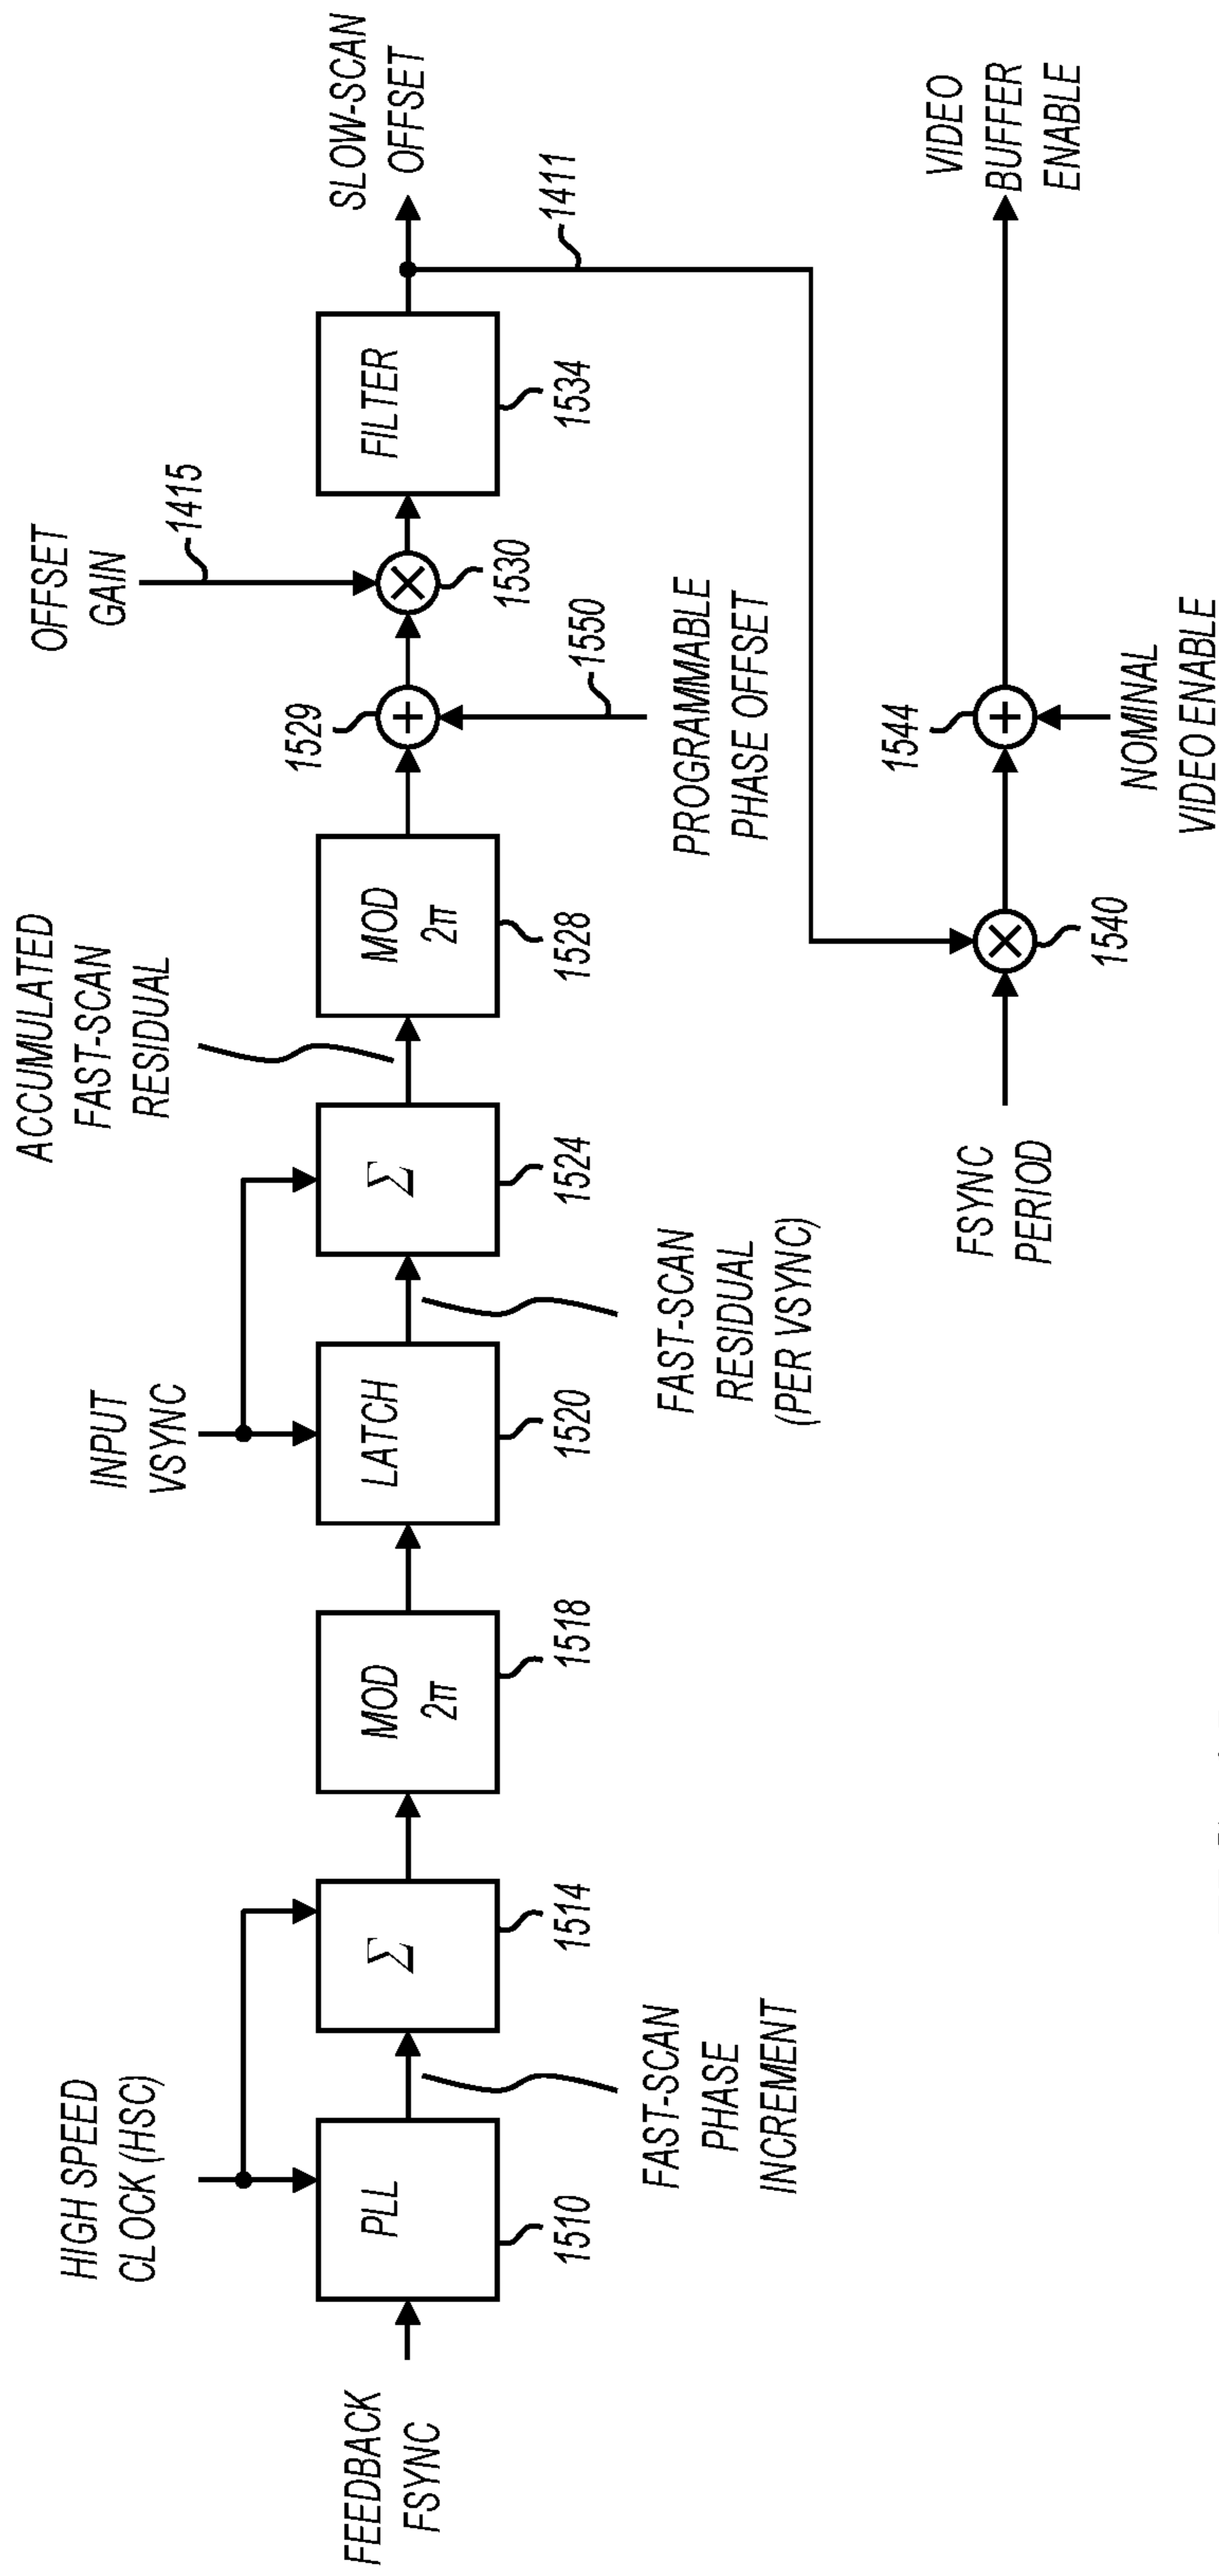 HIGH SPEED
CLOCK (HSC)
INPUT
VSYNC
ACCUMULATED
FAST-SCAN
RESIDUAL
OFFSET
GAIN
1415
FEEDBACK
FSYNC
PLL
1510
Σ
1514
MOD
2π
1518
LATCH
1520
Σ
1524
MOD
2π
1528
1529
+
×
1530
FILTER
1534
SLOW-SCAN
OFFSET
FAST-SCAN
PHASE
INCREMENT
FAST-SCAN
RESIDUAL
(PER VSYNC)
1550
PROGRAMMABLE
PHASE OFFSET
1411
FSYNC
PERIOD
×
1540
1544
+
NOMINAL
VIDEO ENABLE
VIDEO
BUFFER
ENABLE